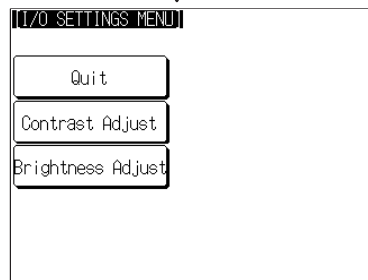 [I/O SETTINGS MENU]
Quit
Contrast Adjust
Brightness Adjust